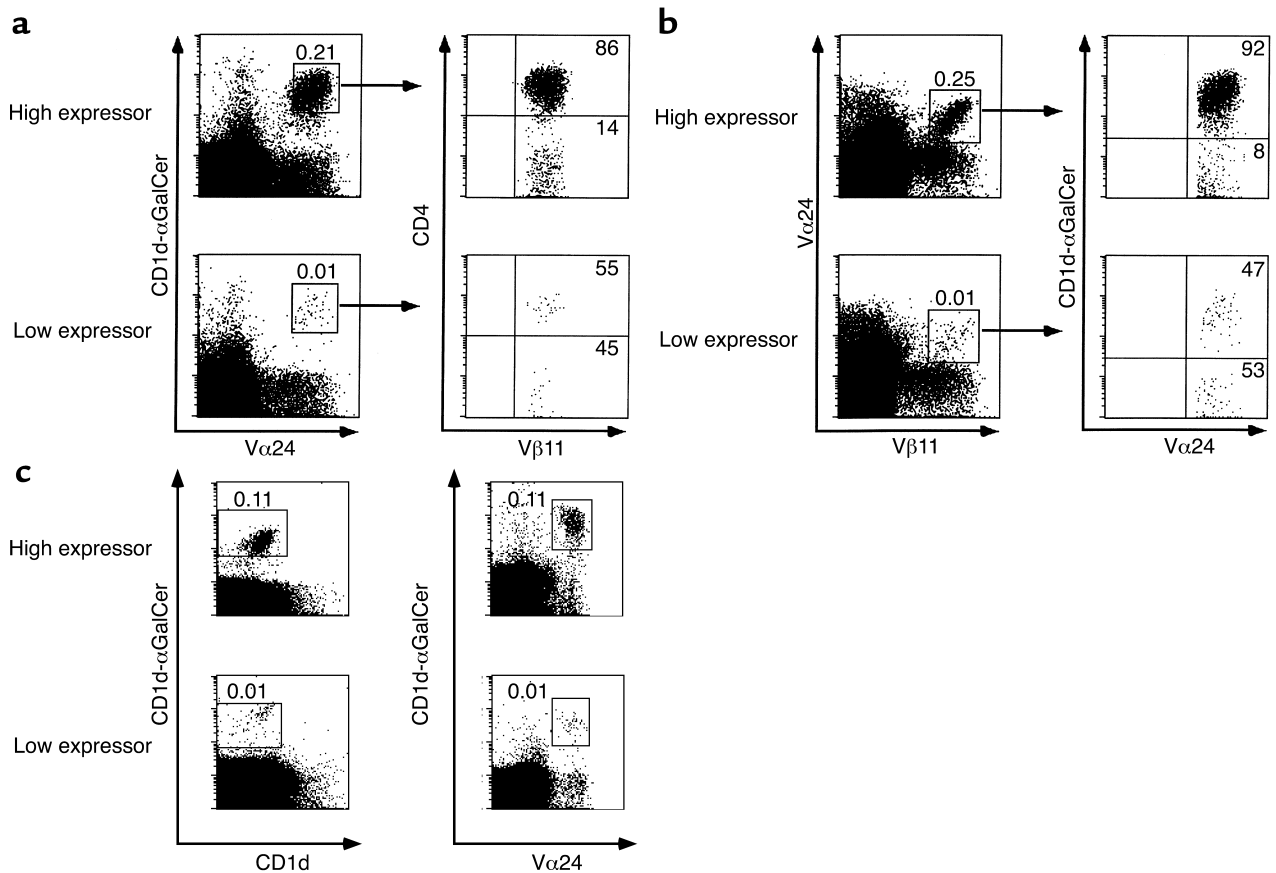 a
b
0.21
86
14
High expressor
0.25
92
8
High expressor
CD1d-αGalCer
CD4
Vα24
CD1d-αGalCer
0.01
55
45
Low expressor
0.01
47
53
Low expressor
Vα24
Vβ11
Vβ11
Vα24
c
0.11
0.11
High expressor
CD1d-αGalCer
CD1d-αGalCer
0.01
0.01
Low expressor
CD1d
Vα24